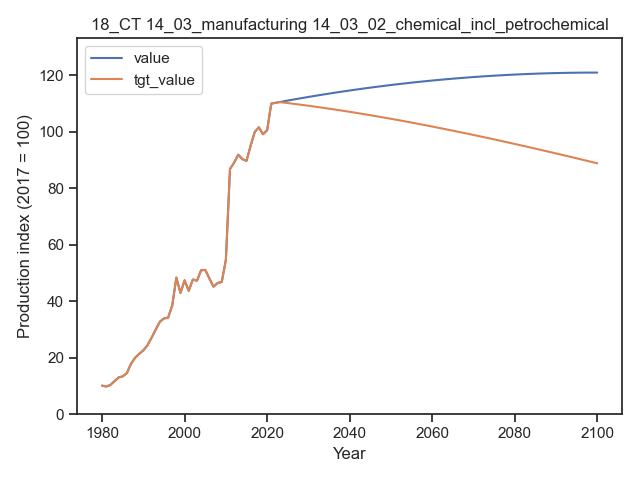 18_CT 14_03_manufacturing 14_03_02_chemical_incl_petrochemical
value
tgt_value
Production index (2017 = 100)
120
100
80
60
40
20
0
1980 2000 2020 2040 2060 2080 2100
Year